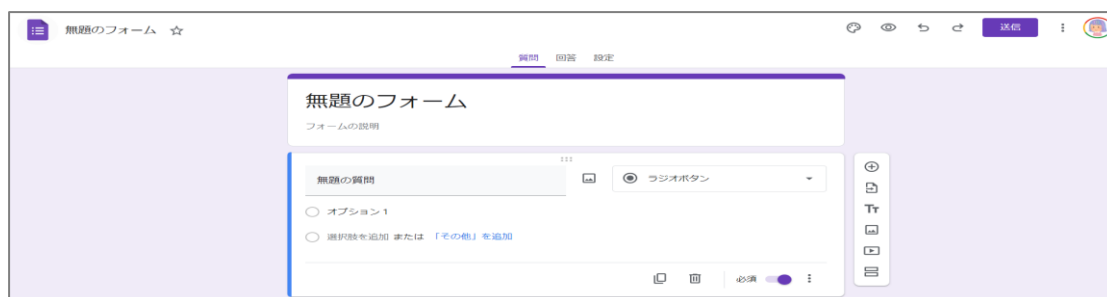 無題のフォーム
送信
質問 回答 設定
無題のフォーム
フォームの説明
無題の質問
ラジオボタン
オプション 1
選択肢を追加 または 「その他」を追加
必須
Tт